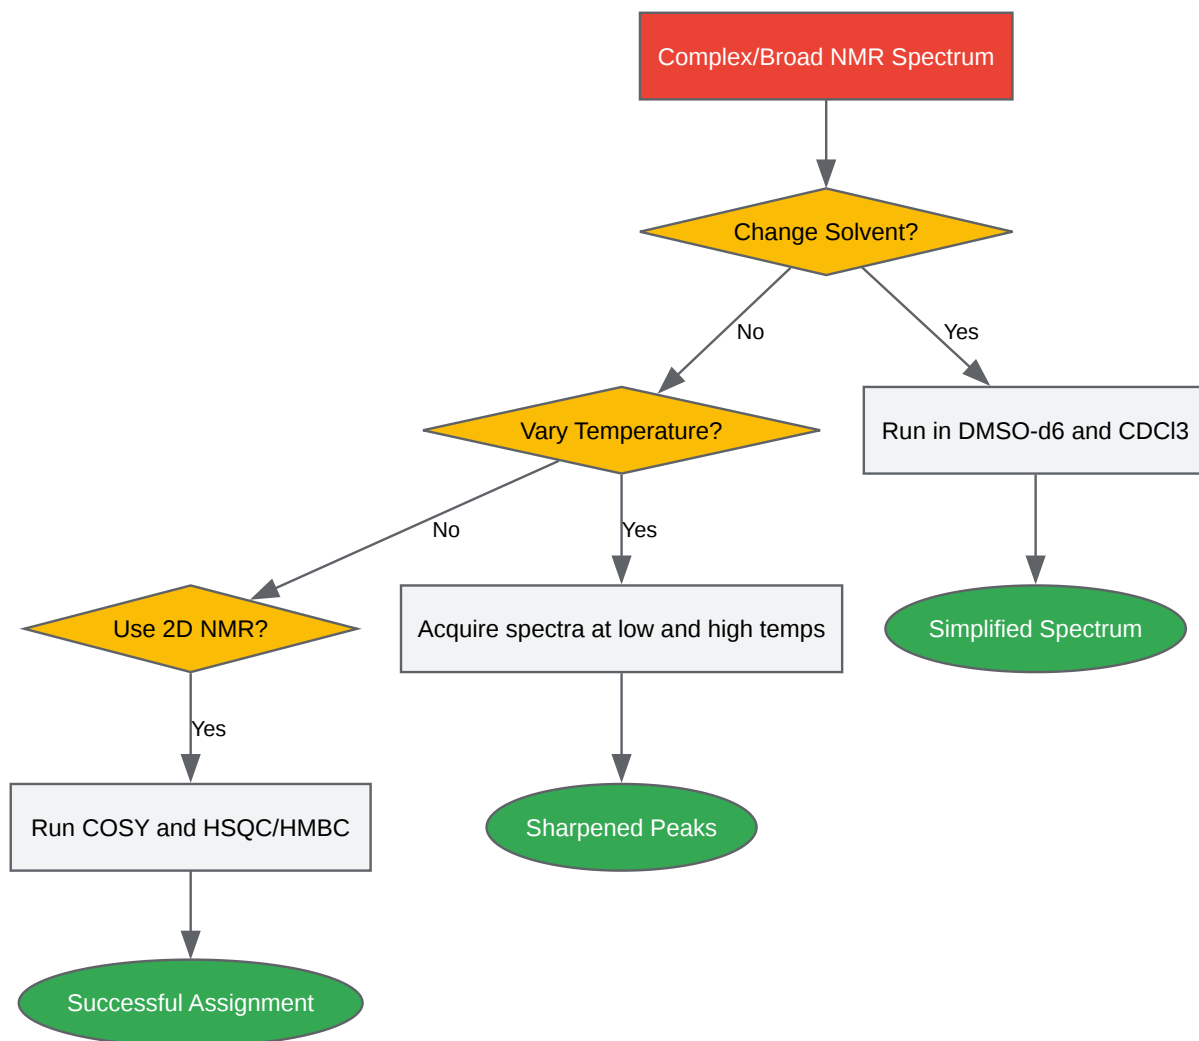 Complex/Broad NMR Spectrum
Change Solvent?
No
Yes
Vary Temperature?
Run in DMSO-d6 and CDCl3
No
Yes
Use 2D NMR?
Acquire spectra at low and high temps
Simplified Spectrum
Yes
Run COSY and HSQC/HMBC
Sharpened Peaks
Successful Assignment